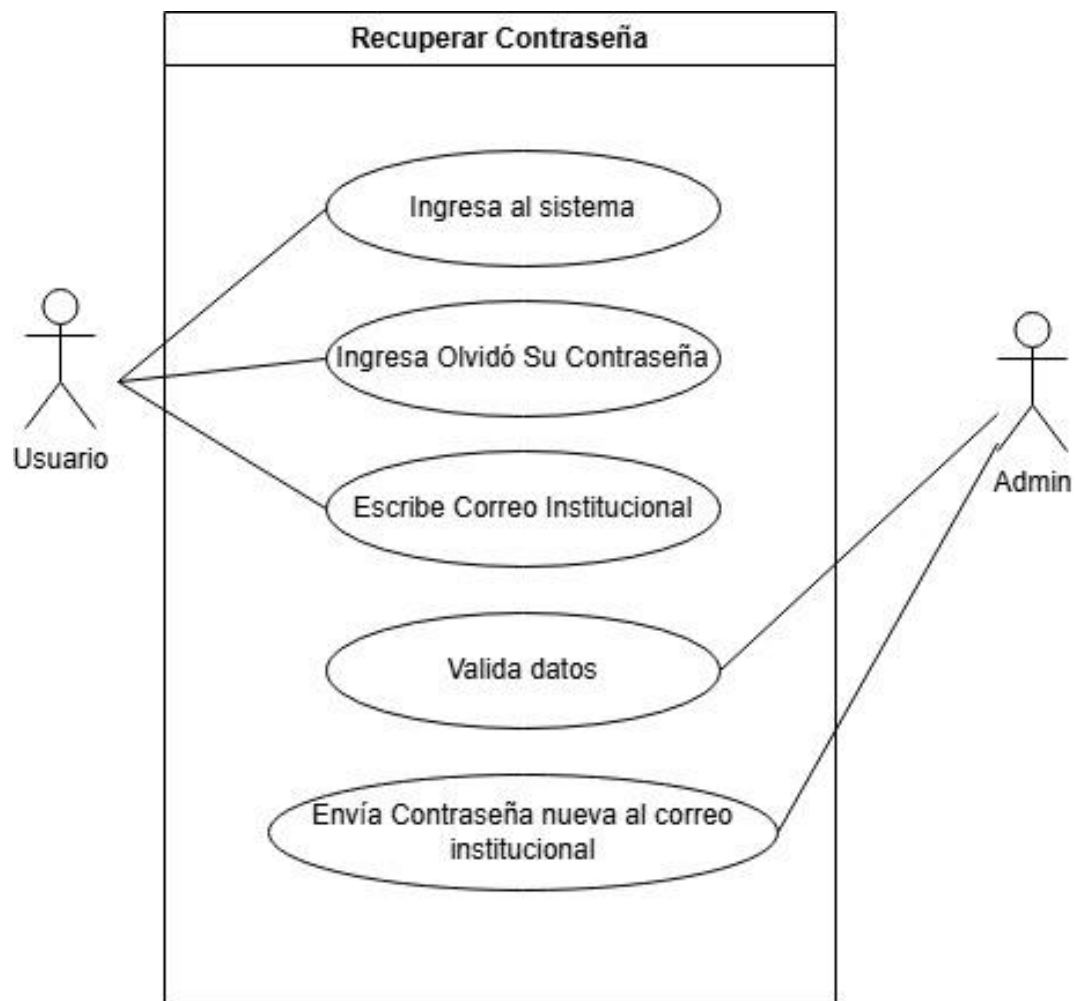 Recuperar Contraseña
Ingresa al sistema
Ingresa Olvidó Su Contraseña
Usuario
Escribe Correo Institucional
Admin
Valida datos
Envía Contraseña nueva al correo
institucional